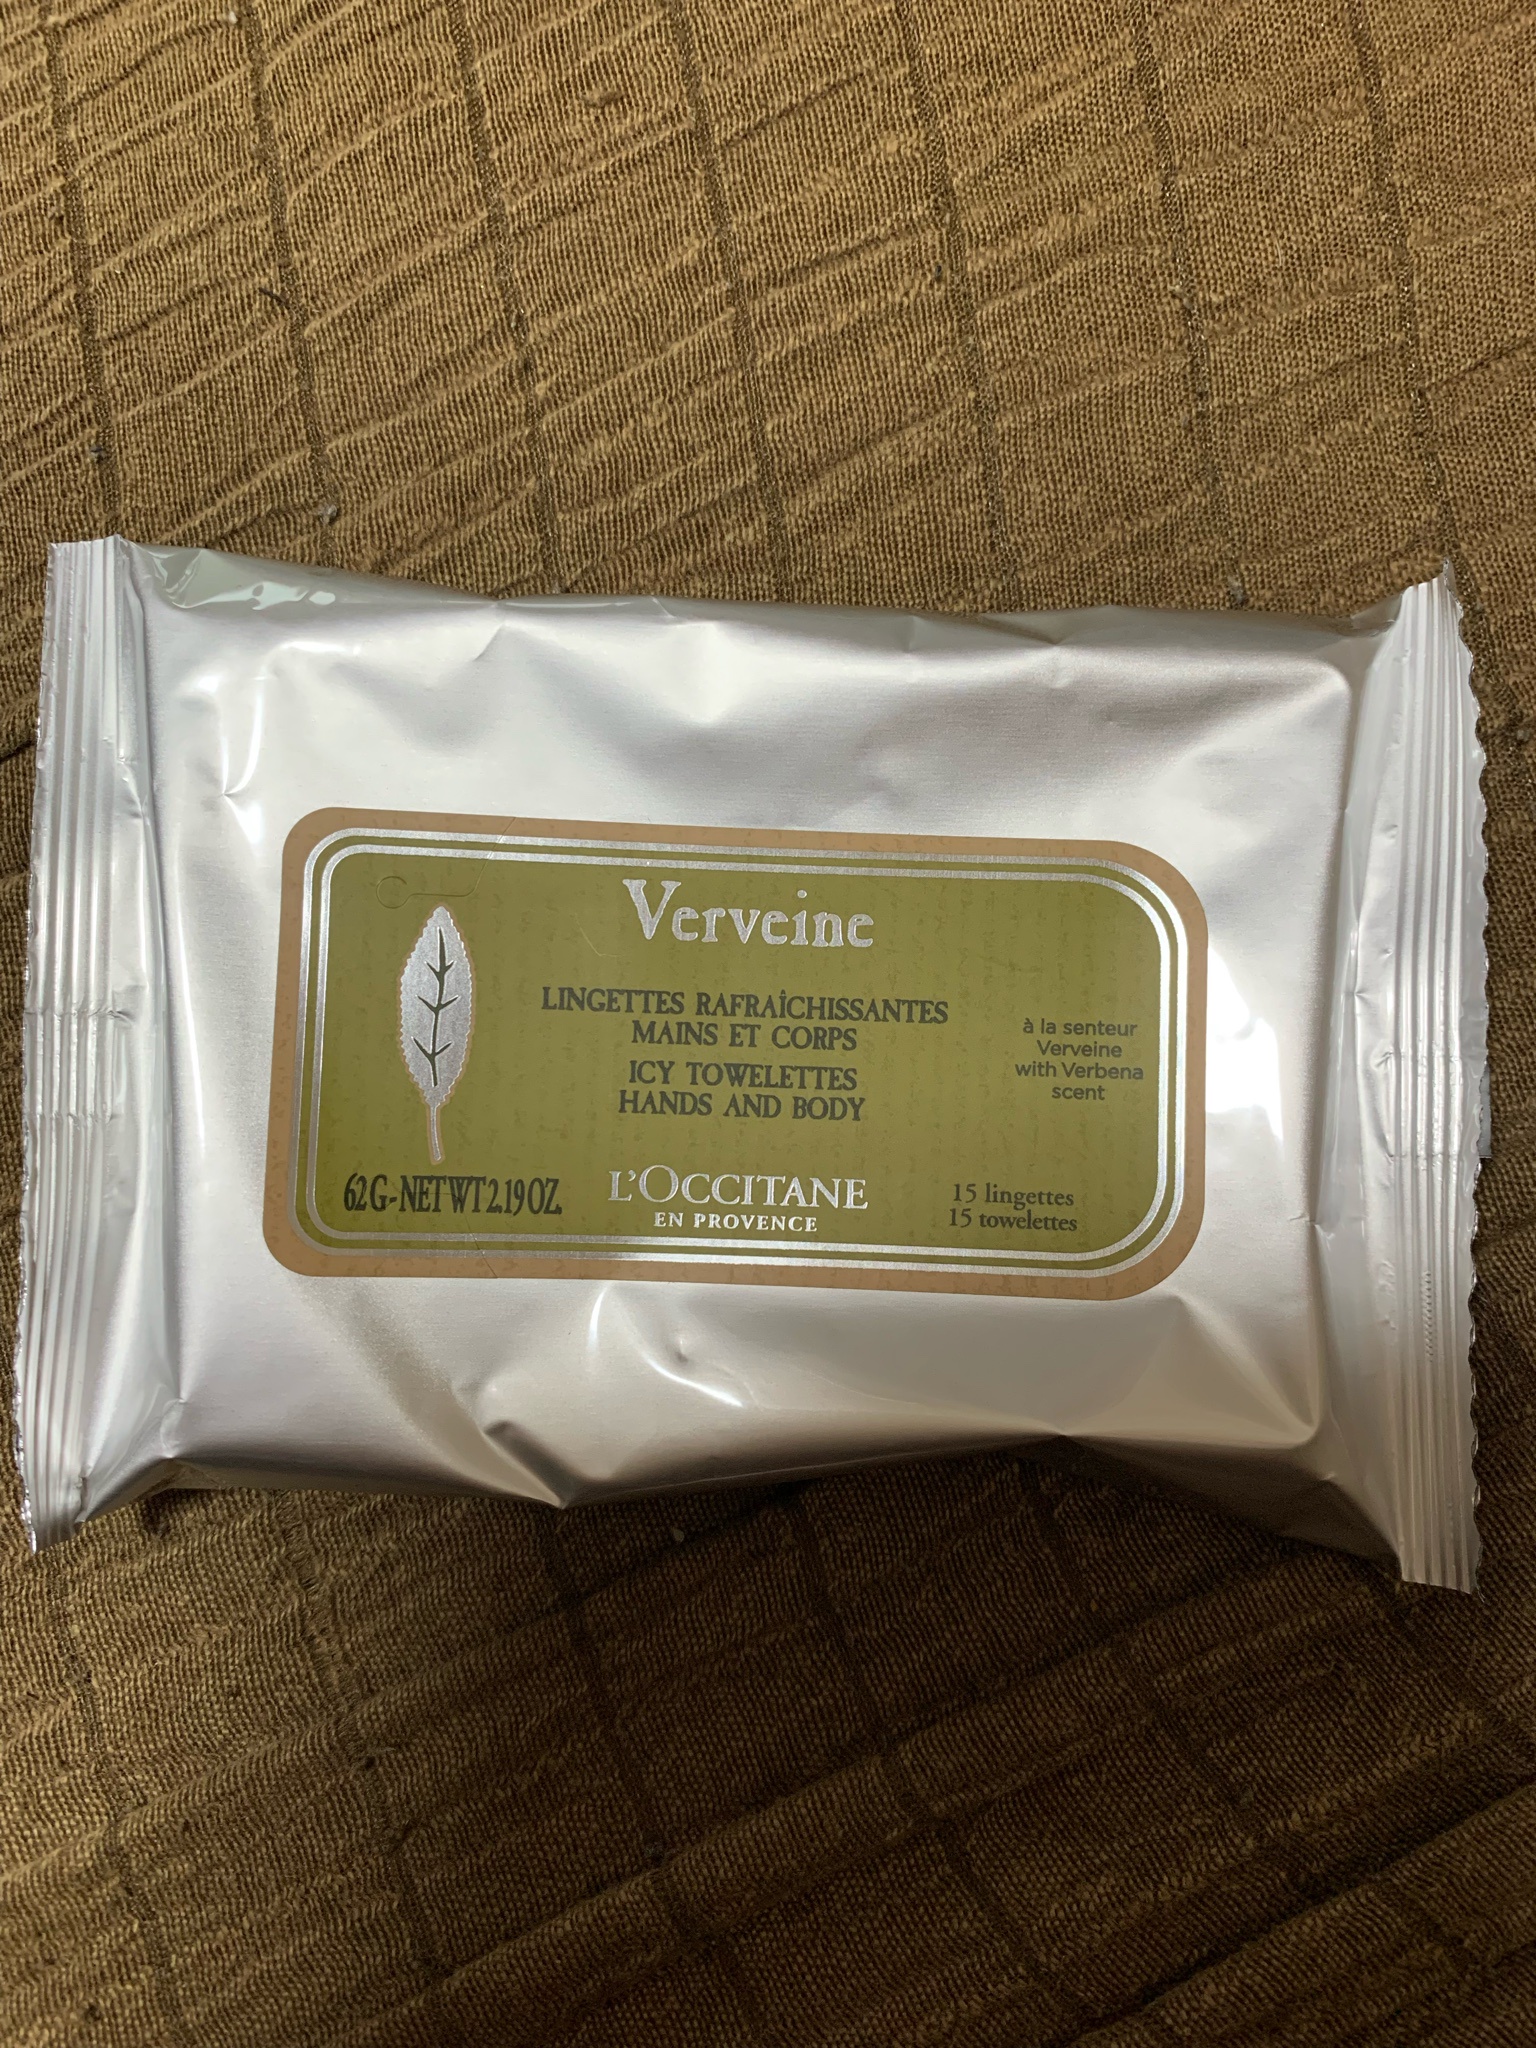 Verveine
LINGETTES RAFRAÎCHISSANTES
MAINS ET CORPS
ICY TOWELETTES
HANDS AND BODY
à la senteur
Verveine
with Verbena
scent
62G-NET WT 2.19 OZ.
L'OCCITANE
EN PROVENCE
15 lingettes
15 towelettes